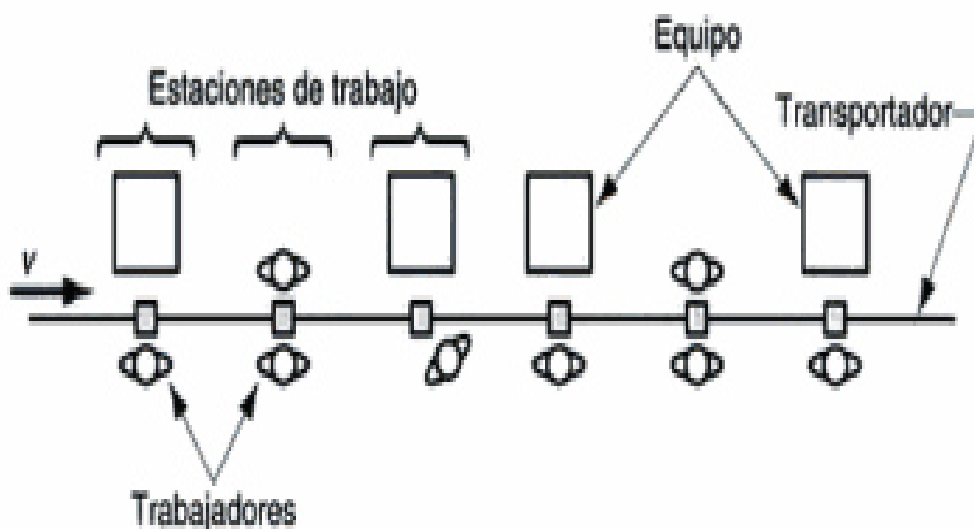 Equipo
Estaciones de trabajo
Transportador
v
Trabajadores